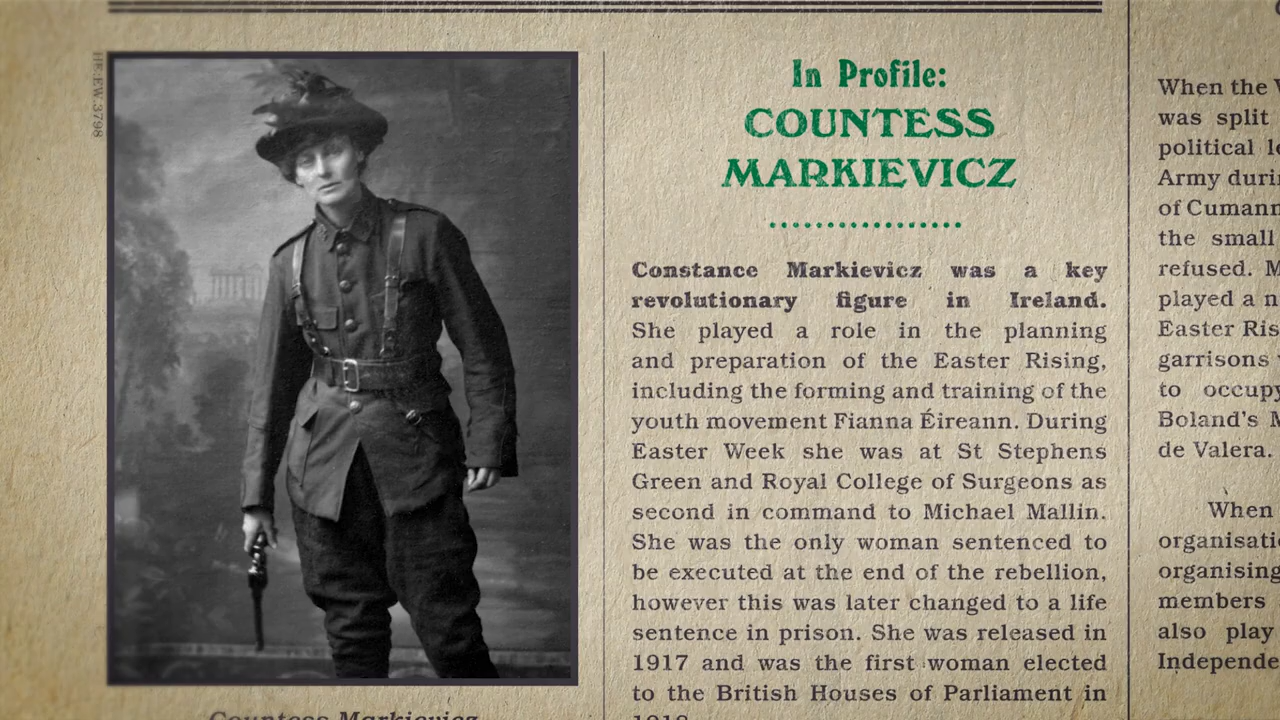 HE:EW. 3798
In Profile:
COUNTESS
MARKIEVICZ
Constance Markievicz was a key
revolutionary figure in Ireland.
She played a role in the planning
and preparation of the Easter Rising,
including the forming and training of the
youth movement Fianna Éireann. During
Easter Week she was at St Stephens
Green and Royal College of Surgeons as
second in command to Michael Mallin.
She was the only woman sentenced to
be executed at the end of the rebellion,
however this was later changed to a life
sentence in prison. She was released in
1917 and was the first woman elected
to the British Houses of Parliament in
Countess Markievicz
When the
was split
political
Army
of Cumann
the small
refused.
played a
Easter
garrisons
to occupy
Boland's
de Valera.
When
organising
members
also play